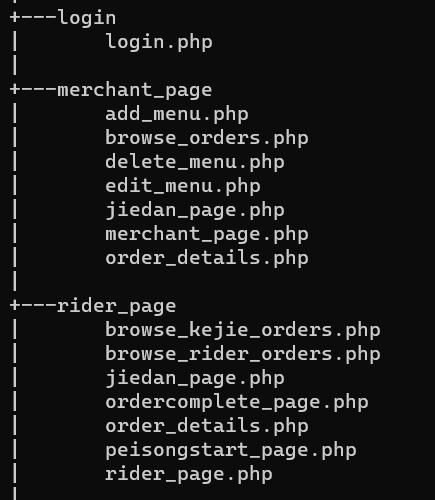 +---login
|       login.php
|
+---merchant_page
|       add_menu.php
|       browse_orders.php
|       delete_menu.php
|       edit_menu.php
|       jiedan_page.php
|       merchant_page.php
|       order_details.php
|
+---rider_page
|       browse_kejie_orders.php
|       browse_rider_orders.php
|       jiedan_page.php
|       ordercomplete_page.php
|       order_details.php
|       peisongstart_page.php
|       rider_page.php
|